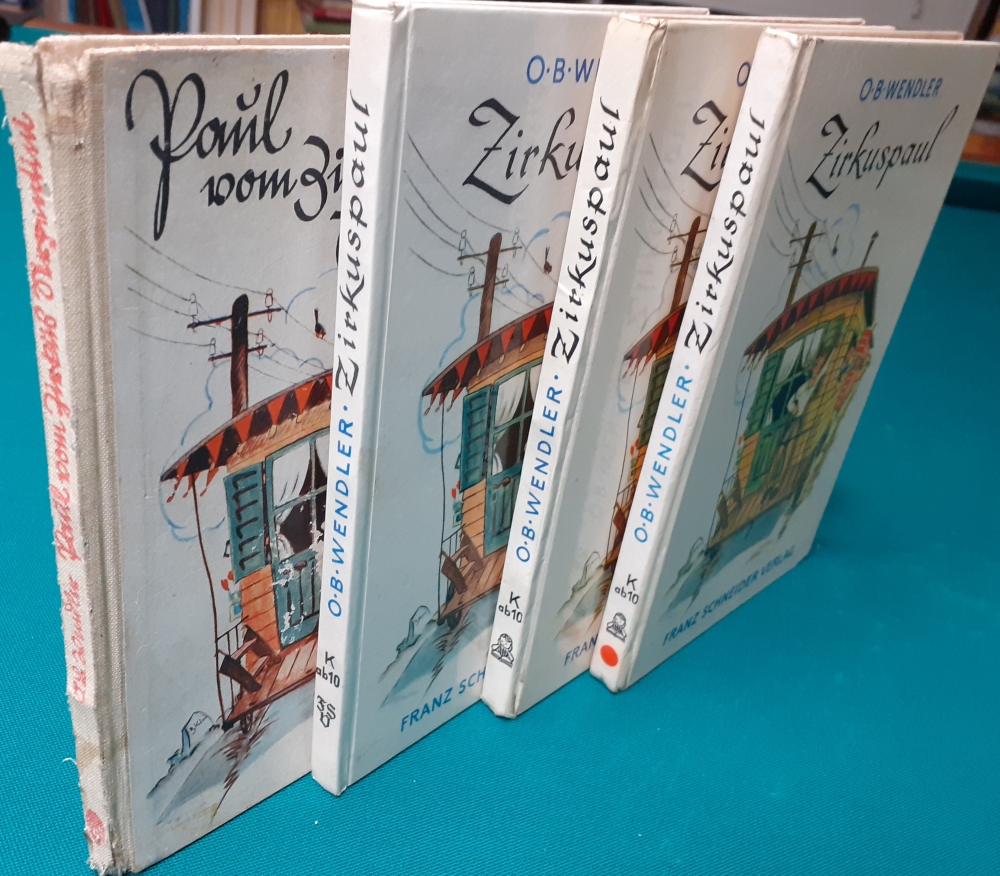 Paul
vom Zi
Paul vom Zirkus Serpentini
O·B·W
Zirku
O·B·WENDLER · Zirkuspaul
K
ab10
FRANZ SCH
O
Zi
O·B·WENDLER · Zirkuspaul
K
ab10
FRAN
O·B·WENDLER
Zirkuspaul
O·B·WENDLER · Zirkuspaul
K
ab10
FRANZ SCHNEIDER VERLAG